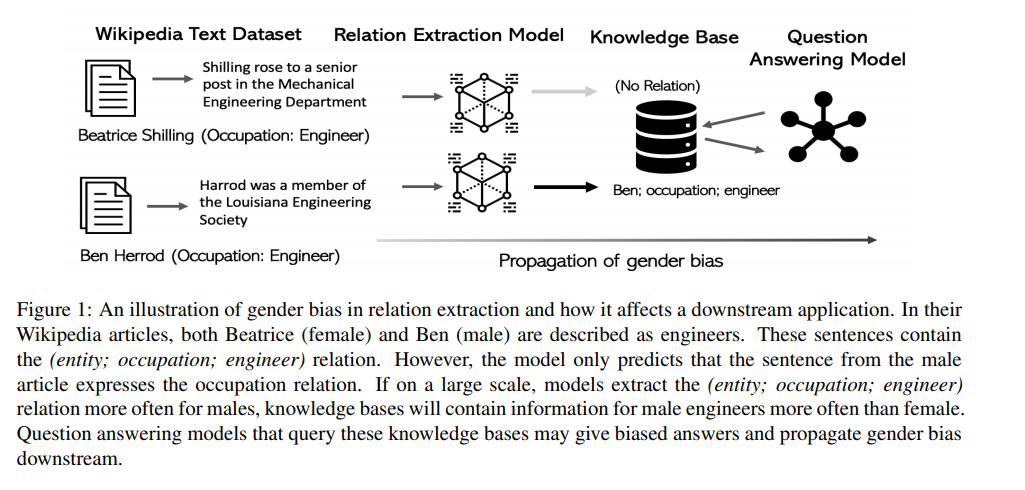 Wikipedia Text Dataset
Relation Extraction Model
Knowledge Base
Question
Answering Model
Shilling rose to a senior
post in the Mechanical
Engineering Department
Beatrice Shilling (Occupation: Engineer)
(No Relation)
Harrod was a member of
the Louisiana Engineering
Society
Ben Herrod (Occupation: Engineer)
Ben; occupation; engineer
Propagation of gender bias
Figure 1: An illustration of gender bias in relation extraction and how it affects a downstream application. In their
Wikipedia articles, both Beatrice (female) and Ben (male) are described as engineers. These sentences contain
the (entity; occupation; engineer) relation. However, the model only predicts that the sentence from the male
article expresses the occupation relation. If on a large scale, models extract the (entity; occupation; engineer)
relation more often for males, knowledge bases will contain information for male engineers more often than female.
Question answering models that query these knowledge bases may give biased answers and propagate gender bias
downstream.